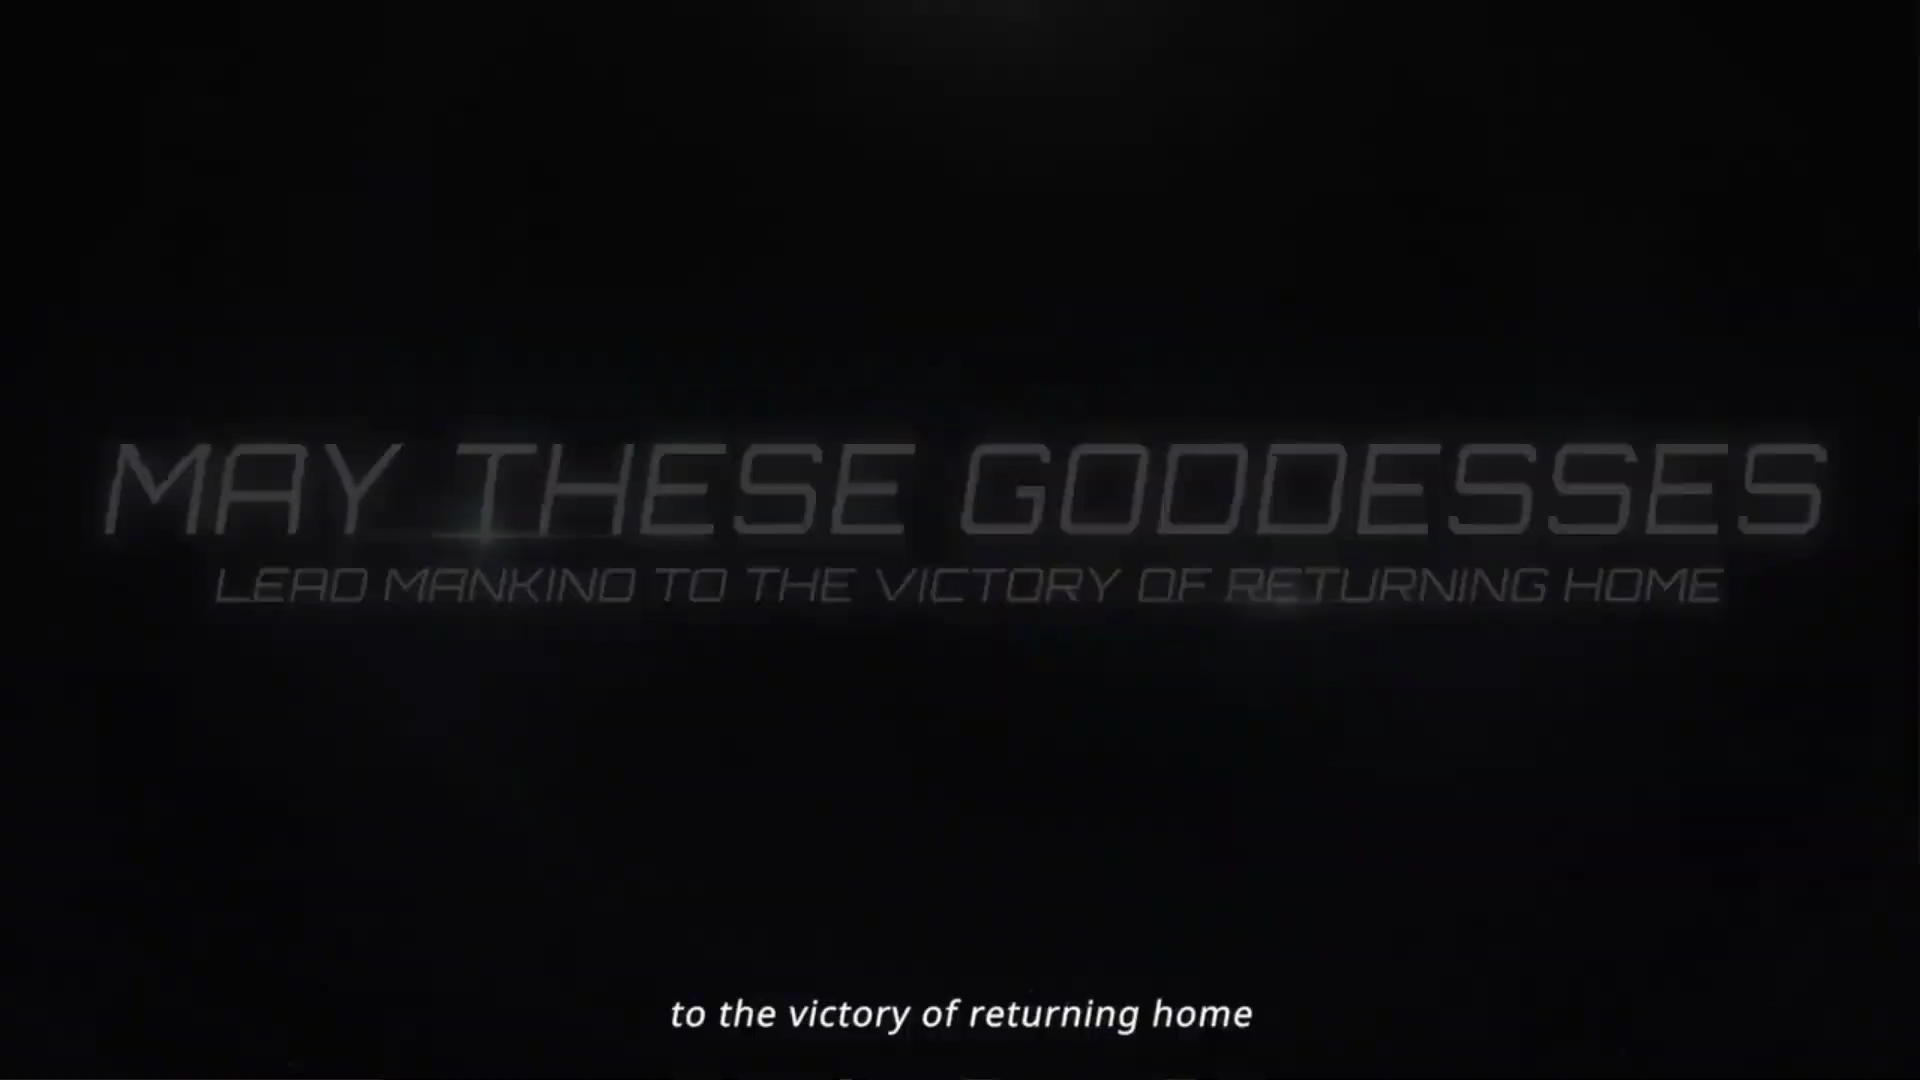 MAY THESE GODDESSES
LEAD MANKIND TO THE VICTORY OF RETURNING HOME
to the victory of returning home